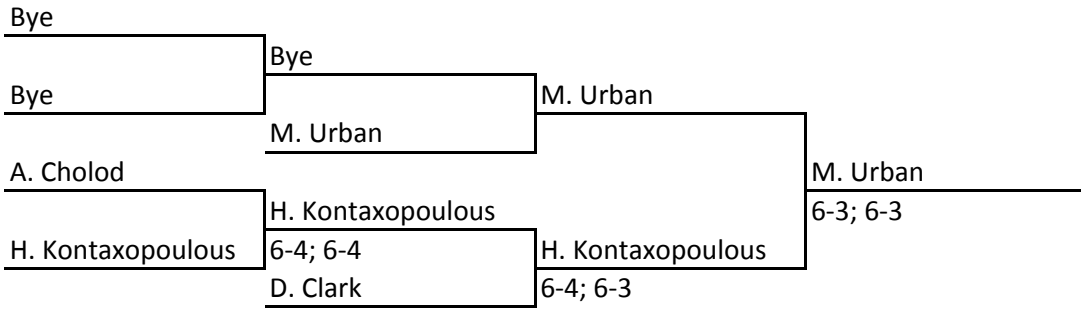 Bye
Bye
Bye
M. Urban
M. Urban
A. Cholod
M. Urban
H. Kontaxopoulous
6-3; 6-3
H. Kontaxopoulous
6-4; 6-4
H. Kontaxopoulous
D. Clark
6-4; 6-3